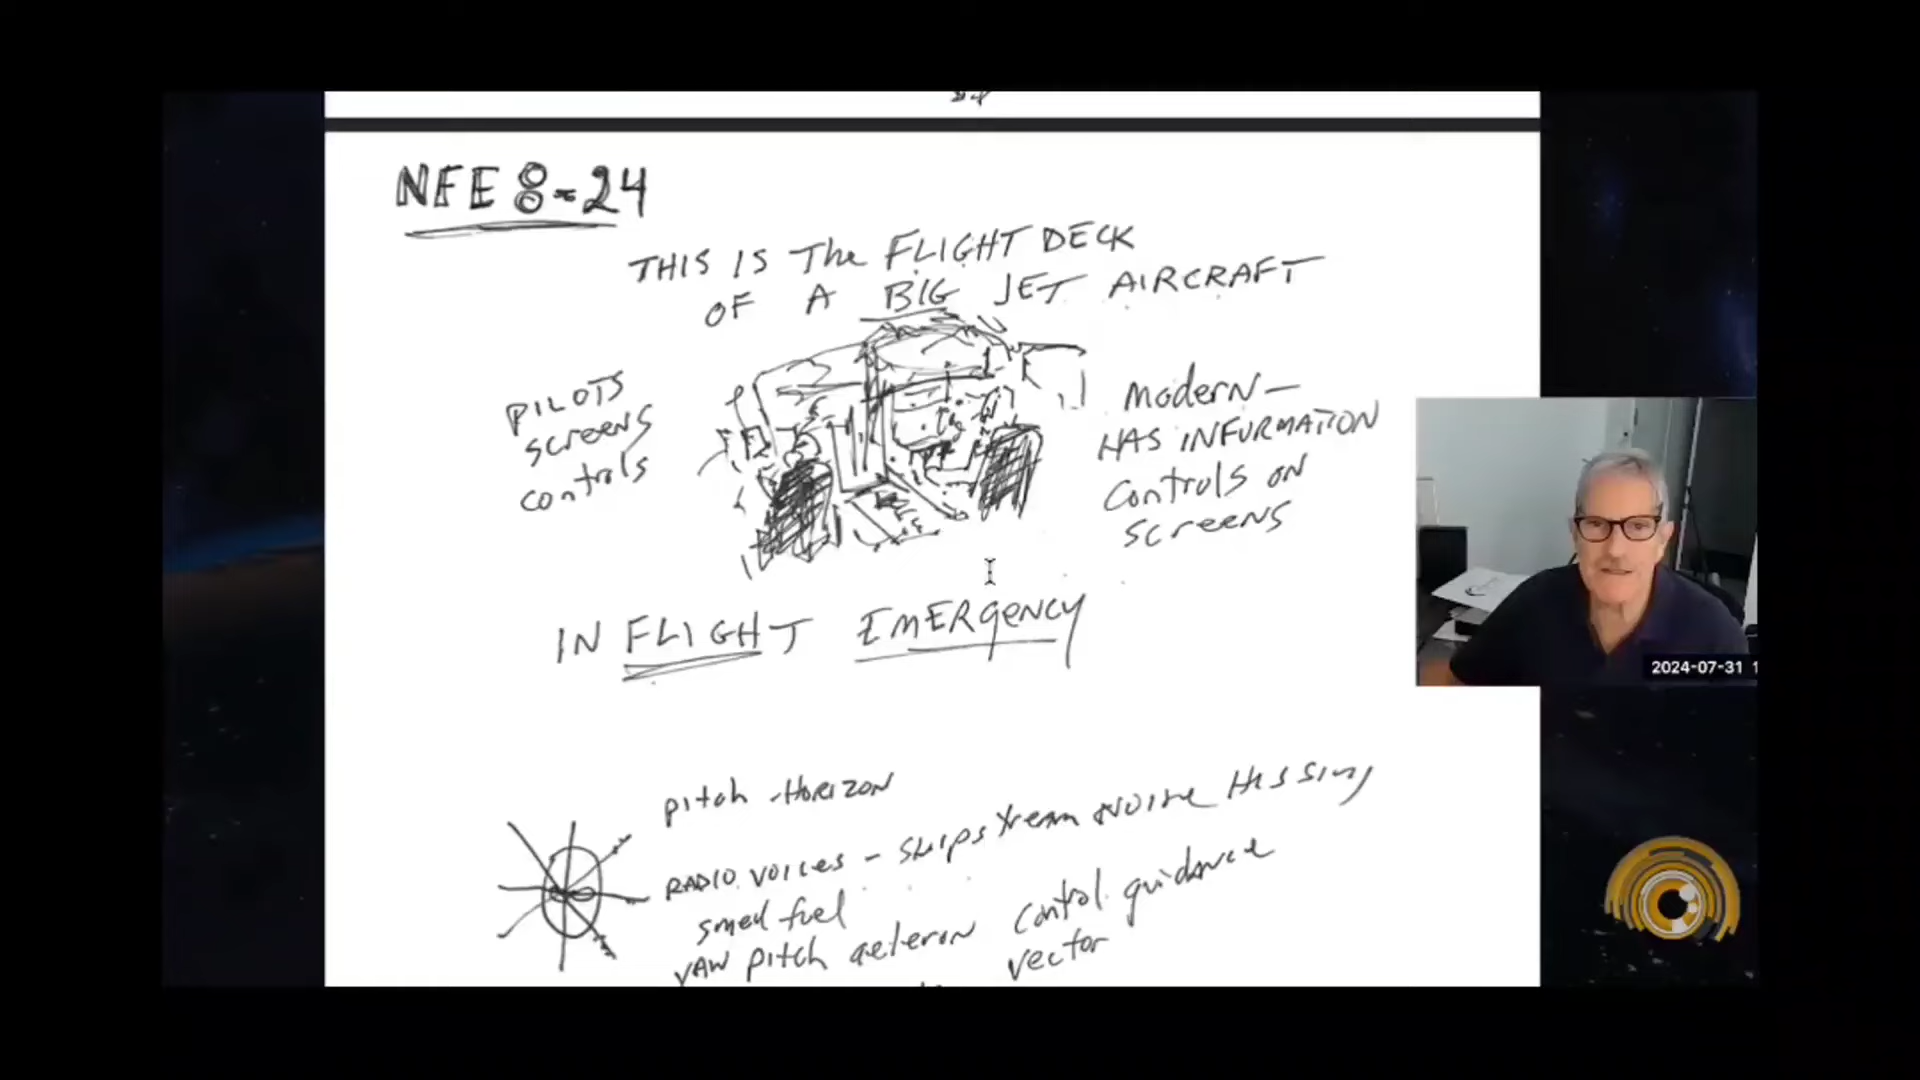 NFE 8-24
THIS IS The FLIGHT DECK
OF A BIG JET AIRCRAFT
PILOTS
screens
controls
Modern-
HAS INFURMATION
Controls on
screens
IN FLIGHT EMERgENCY
pitch - HORIZON
RADIO VOICES - Slipstream NOISE HISSING
smell fuel
YAW pitch aeleron control guidance
vector
2024-07-31 1